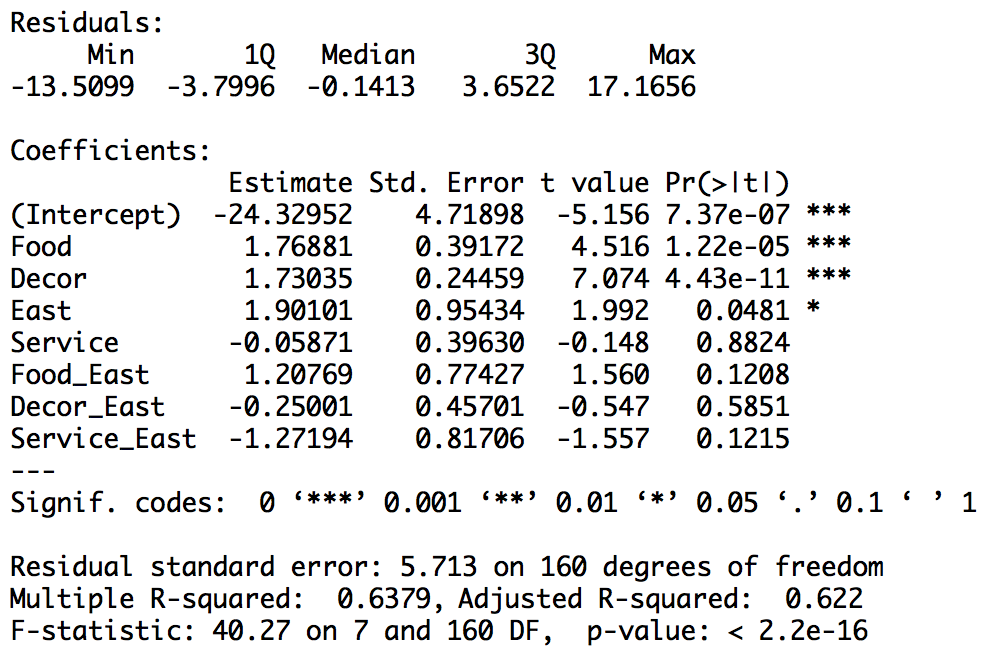 Residuals:
     Min       1Q   Median       3Q      Max
-13.5099  -3.7996  -0.1413   3.6522  17.1656

Coefficients:
              Estimate Std. Error t value Pr(>|t|)
(Intercept)  -24.32952    4.71898  -5.156 7.37e-07 ***
Food           1.76881    0.39172   4.516 1.22e-05 ***
Decor          1.73035    0.24459   7.074 4.43e-11 ***
East           1.90101    0.95434   1.992   0.0481 *
Service       -0.05871    0.39630  -0.148   0.8824
Food_East      1.20769    0.77427   1.560   0.1208
Decor_East    -0.25001    0.45701  -0.547   0.5851
Service_East  -1.27194    0.81706  -1.557   0.1215
---
Signif. codes:  0 ‘***’ 0.001 ‘**’ 0.01 ‘*’ 0.05 ‘.’ 0.1 ‘ ’ 1

Residual standard error: 5.713 on 160 degrees of freedom
Multiple R-squared:  0.6379, Adjusted R-squared:  0.622
F-statistic: 40.27 on 7 and 160 DF,  p-value: < 2.2e-16